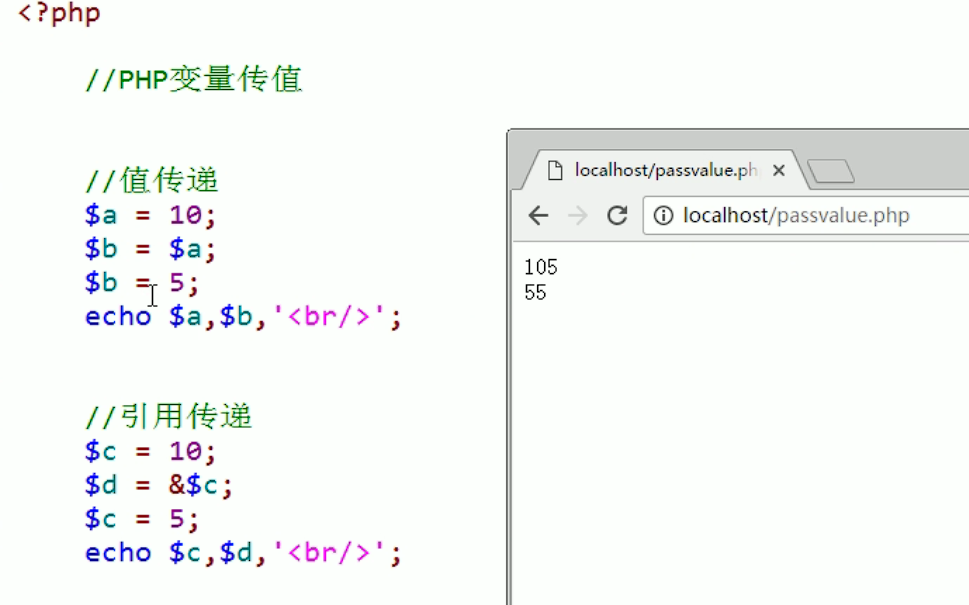 <?php
//PHP变量传值
//值传递
$a = 10;
$b = $a;
$b = 5;
echo $a,$b,'<br/>';
//引用传递
$c = 10;
$d = &$c;
$c = 5;
echo $c,$d,'<br/>';
localhost/passvalue.ph
localhost/passvalue.php
105
55